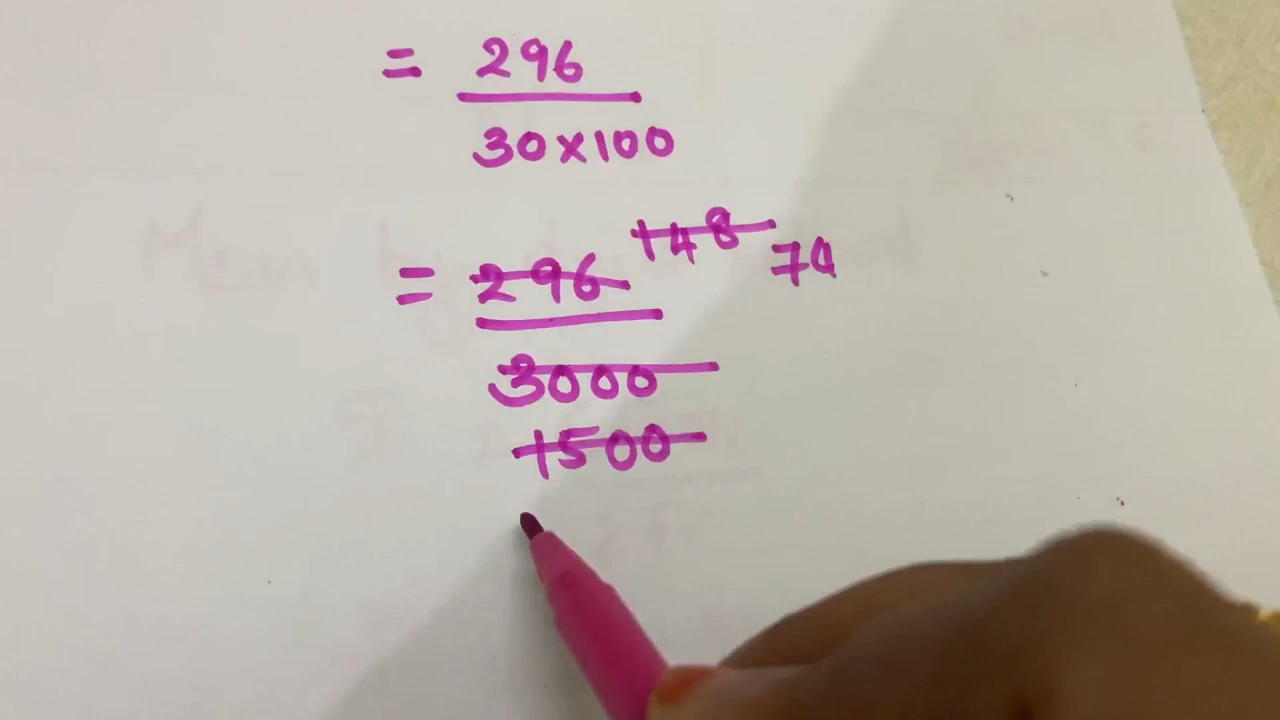 = 296
30×100
= 296 148 74
3000
1500